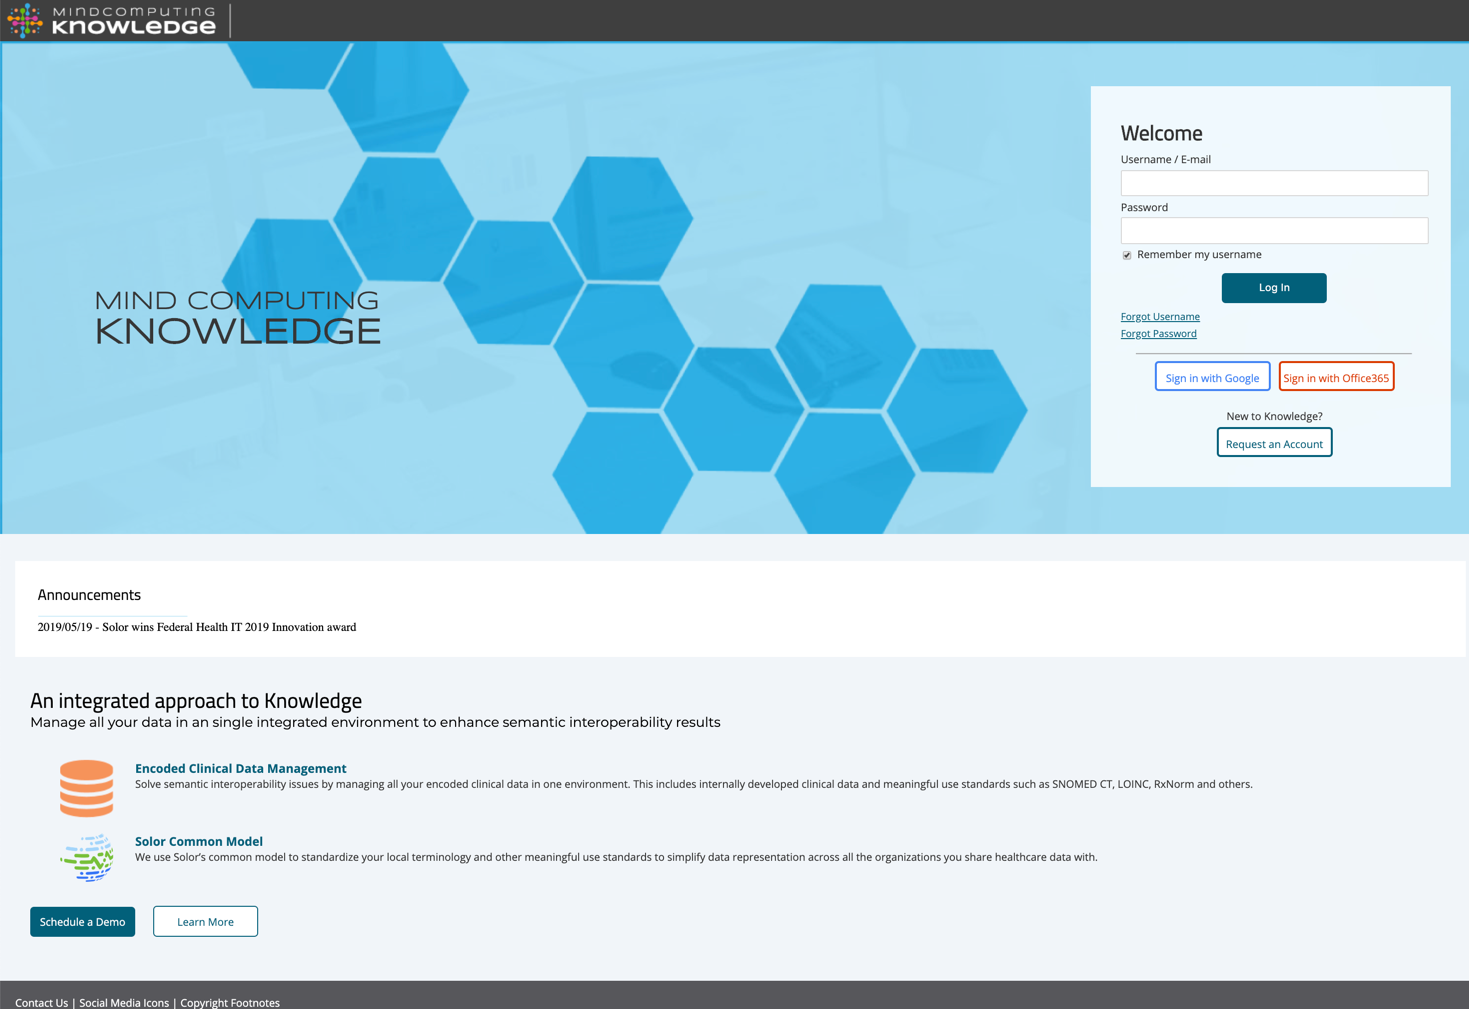 MINDCOMPUTING
KNOWLEDGE
MIND COMPUTING
KNOWLEDGE
Welcome
Username / E-mail
Password
Remember my username
Log In
Forgot Username
Forgot Password
Sign in with Google
Sign in with Office365
New to Knowledge?
Request an Account
Announcements
2019/05/19 - Solor wins Federal Health IT 2019 Innovation award
An integrated approach to Knowledge
Manage all your data in an single integrated environment to enhance semantic interoperability results
Encoded Clinical Data Management
Solve semantic interoperability issues by managing all your encoded clinical data in one environment. This includes internally developed clinical data and meaningful use standards such as SNOMED CT, LOINC, RxNorm and others.
Solor Common Model
We use Solor's common model to standardize your local terminology and other meaningful use standards to simplify data representation across all the organizations you share healthcare data with.
Schedule a Demo
Learn More
Contact Us | Social Media Icons | Copyright Footnotes